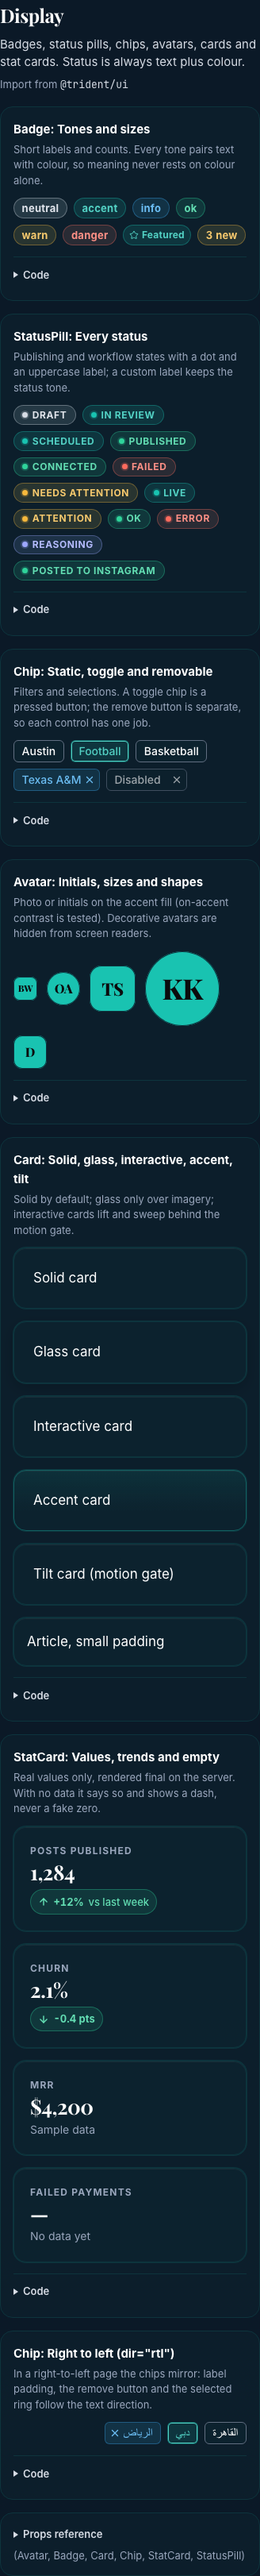 Display
Badges, status pills, chips, avatars, cards and
stat cards. Status is always text plus colour.
Import from @trident/ui
Badge: Tones and sizes
Short labels and counts. Every tone pairs text
with colour, so meaning never rests on colour
alone.
neutral accent info ok
warn danger Featured 3 new
Code
StatusPill: Every status
Publishing and workflow states with a dot and
an uppercase label; a custom label keeps the
status tone.
DRAFT IN REVIEW
SCHEDULED PUBLISHED
CONNECTED FAILED
NEEDS ATTENTION LIVE
ATTENTION OK ERROR
REASONING
POSTED TO INSTAGRAM
Code
Chip: Static, toggle and removable
Filters and selections. A toggle chip is a
pressed button; the remove button is separate,
so each control has one job.
Austin Football Basketball
Texas A&M Disabled
Code
Avatar: Initials, sizes and shapes
Photo or initials on the accent fill (on-accent
contrast is tested). Decorative avatars are
hidden from screen readers.
BW OA TS KK
D
Code
Card: Solid, glass, interactive, accent,
tilt
Solid by default; glass only over imagery;
interactive cards lift and sweep behind the
motion gate.
Solid card
Glass card
Interactive card
Accent card
Tilt card (motion gate)
Article, small padding
Code
StatCard: Values, trends and empty
Real values only, rendered final on the server.
With no data it says so and shows a dash,
never a fake zero.
POSTS PUBLISHED
1,284
↑ +12% vs last week
CHURN
2.1%
↓ -0.4 pts
MRR
$4,200
Sample data
FAILED PAYMENTS
—
No data yet
Code
Chip: Right to left (dir="rtl")
In a right-to-left page the chips mirror: label
padding, the remove button and the selected
ring follow the text direction.
القاهرة دبي الرياض
Code
Props reference
(Avatar, Badge, Card, Chip, StatCard, StatusPill)